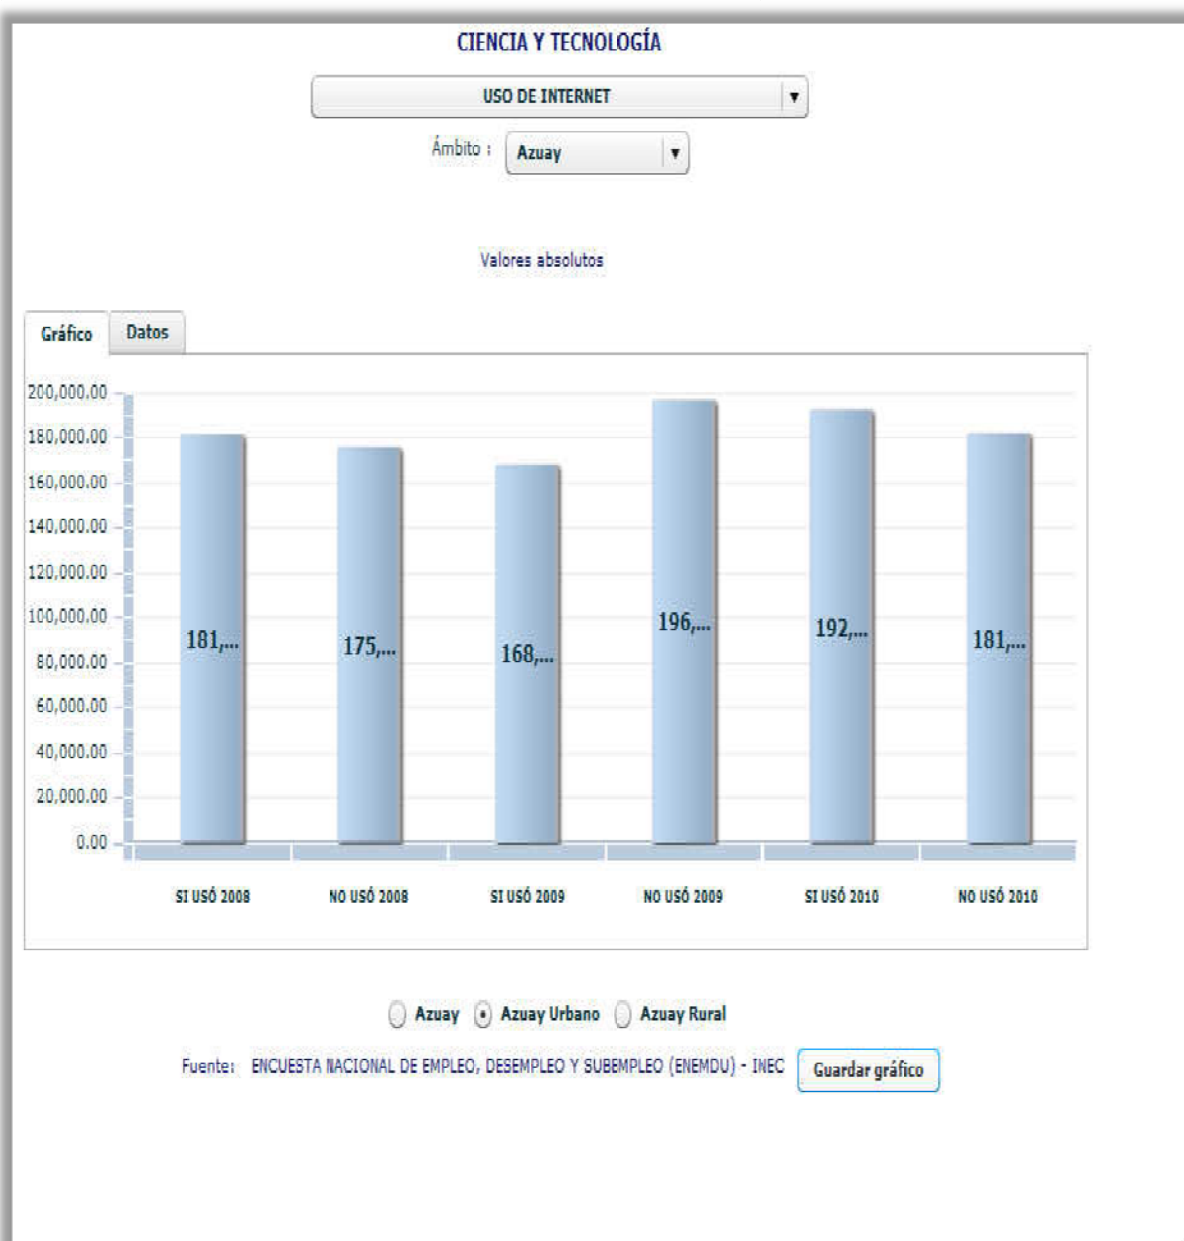 CIENCIA Y TECNOLOGÍA
USO DE INTERNET
Ámbito : Azuay
Valores absolutos
Gráfico Datos
200,000.00
180,000.00
160,000.00
140,000.00
120,000.00
100,000.00
80,000.00
60,000.00
40,000.00
20,000.00
0.00
181,... 175,... 168,... 196,... 192,... 181,...
SI USÓ 2008 NO USÓ 2008 SI USÓ 2009 NO USÓ 2009 SI USÓ 2010 NO USÓ 2010
Azuay Azuay Urbano Azuay Rural
Fuente: ENCUESTA NACIONAL DE EMPLEO, DESEMPLEO Y SUBEMPLEO (ENEMDU) - INEC Guardar gráfico